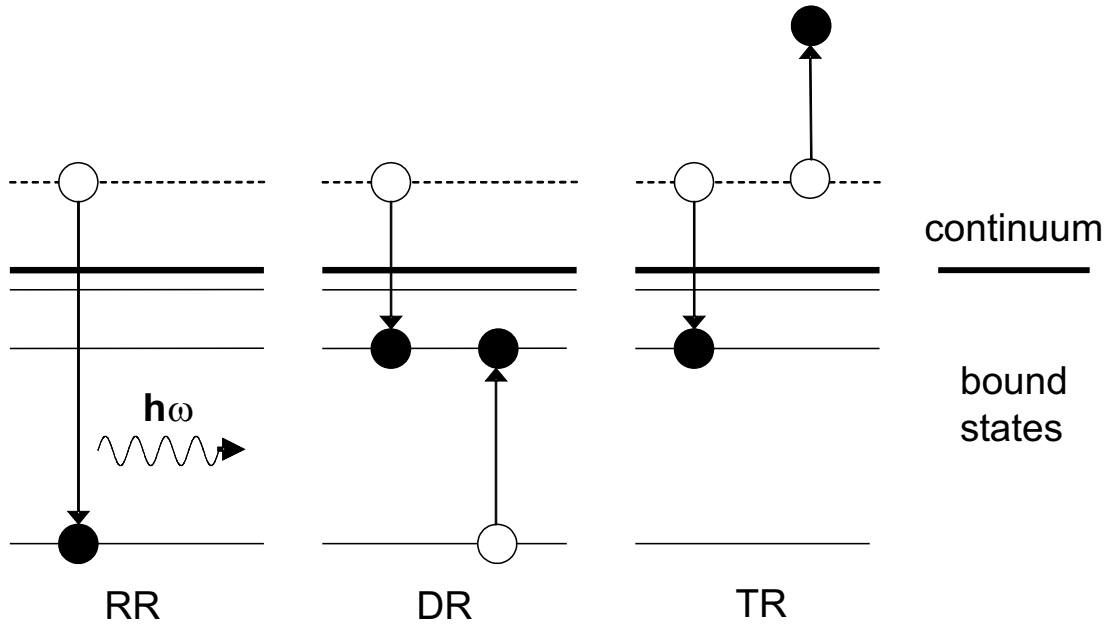 continuum
bound
states
hω
RR
DR
TR